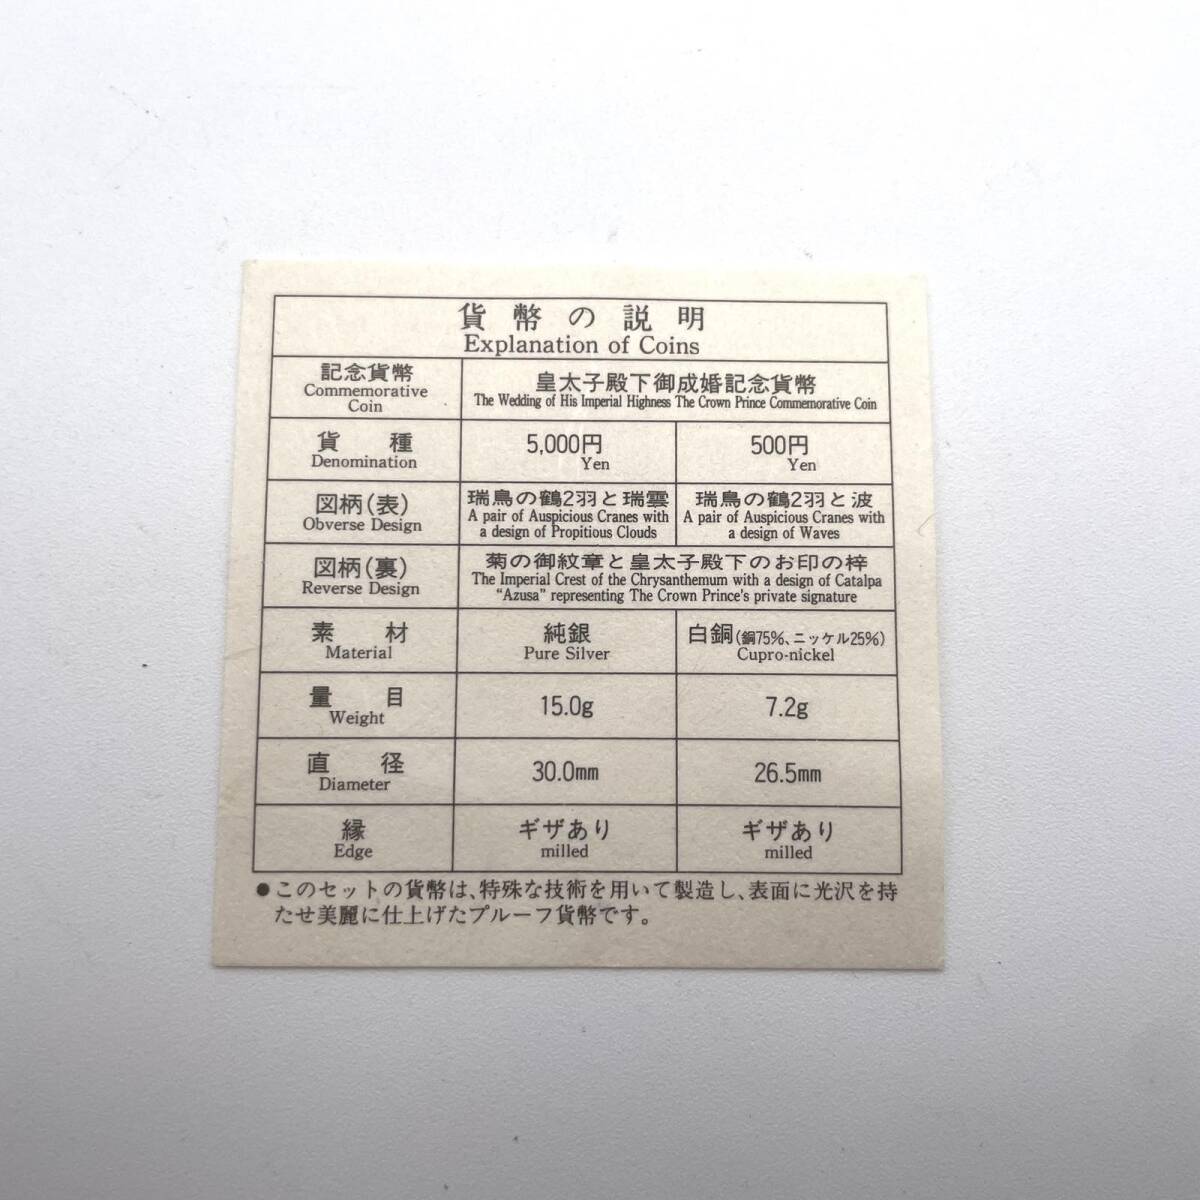 貨幣の説明
Explanation of Coins
記念貨幣
Commemorative
Coin
皇太子殿下御成婚記念貨幣
The Wedding of His Imperial Highness The Crown Prince Commemorative Coin
貨種
Denomination
5,000円
Yen
500円
Yen
図柄(表)
Obverse Design
瑞鳥の鶴2羽と瑞雲
A pair of Auspicious Cranes with
a design of Propitious Clouds
瑞鳥の鶴2羽と波
A pair of Auspicious Cranes with
a design of Waves
図柄(裏)
Reverse Design
菊の御紋章と皇太子殿下のお印の梓
The Imperial Crest of the Chrysanthemum with a design of Catalpa
“Azusa” representing The Crown Prince's private signature
素材
Material
純銀
Pure Silver
白銅(銅75%、ニッケル25%)
Cupro-nickel
量目
Weight
15.0g
7.2g
直径
Diameter
30.0mm
26.5mm
縁
Edge
ギザあり
milled
ギザあり
milled
●このセットの貨幣は、特殊な技術を用いて製造し、表面に光沢を持
たせ美麗に仕上げたプルーフ貨幣です。